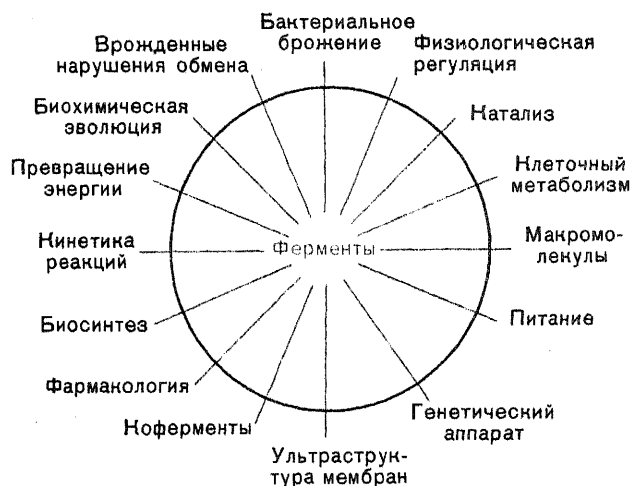 Бактериальное
брожение
Физиологическая
регуляция
Катализ
Клеточный
метаболизм
Макромо-
лекулы
Питание
Генетический
аппарат
Ультраструк-
тура мембран
Коферменты
Фармакология
Биосинтез
Кинетика
реакций
Превращение
энергии
Биохимическая
эволюция
Врожденные
нарушения обмена
Ферменты